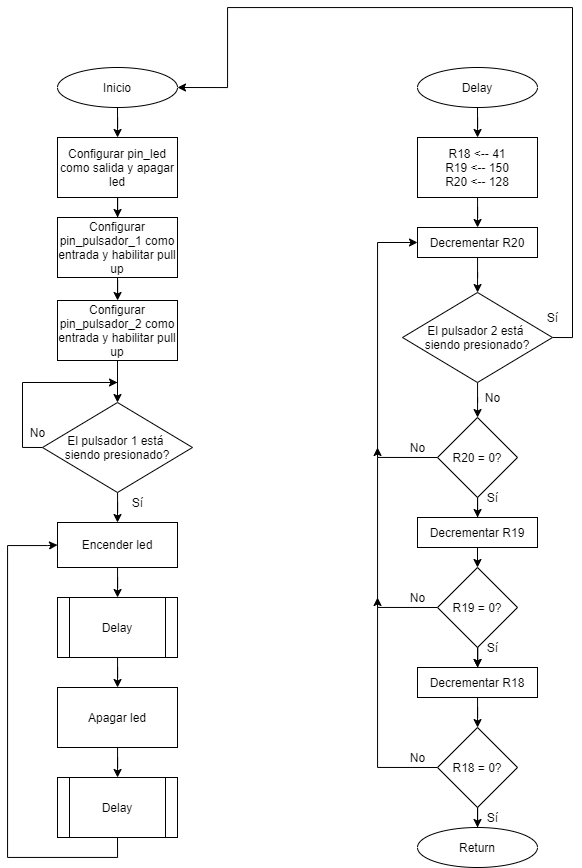 Inicio
Configurar pin_led
como salida y apagar
led
Configurar
pin_pulsador_1 como
entrada y habilitar pull
up
Configurar
pin_pulsador_2 como
entrada y habilitar pull
up
No
El pulsador 1 está
siendo presionado?
Sí
Encender led
Delay
Apagar led
Delay
Delay
R18 <-- 41
R19 <-- 150
R20 <-- 128
Decrementar R20
Sí
El pulsador 2 está
siendo presionado?
No
No
R20 = 0?
Sí
Decrementar R19
No
R19 = 0?
Sí
Decrementar R18
No
R18 = 0?
Sí
Return